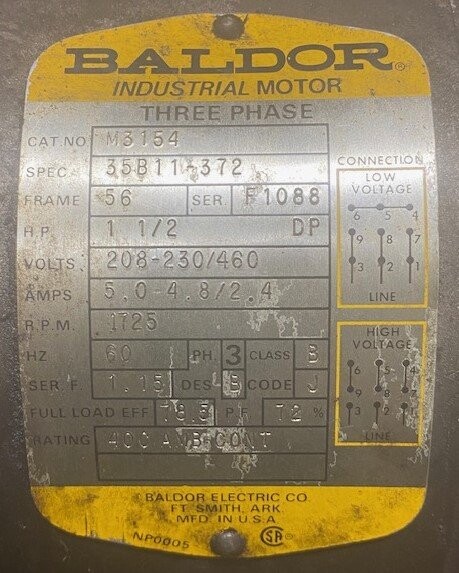 BALDOR®
INDUSTRIAL MOTOR
THREE PHASE
CAT.NO M3154
SPEC. 35B11-372
FRAME 56 SER F1088
H.P. 1 1/2 DP
VOLTS 208-230/460
AMPS 5.0-4.8/2.4
R.P.M. 1725
HZ 60 PH 3 CLASS B
SER. F. 1.15 DES B CODE J
FULL LOAD EFF 78.5 P.F. 72 %
RATING 40C AMB-CONT
CONNECTION
LOW
VOLTAGE
6 5 4
9 8 7
3 2 1
LINE
HIGH
VOLTAGE
6 5 4
9 8 7
3 2 1
LINE
BALDOR ELECTRIC CO
FT. SMITH, ARK.
MFD. IN U.S.A.
NP0005 SA